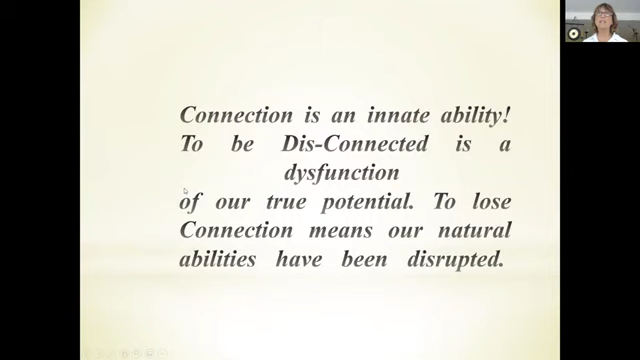 Connection is an innate ability!
To be Dis-Connected is a
dysfunction
of our true potential. To lose
Connection means our natural
abilities have been disrupted.